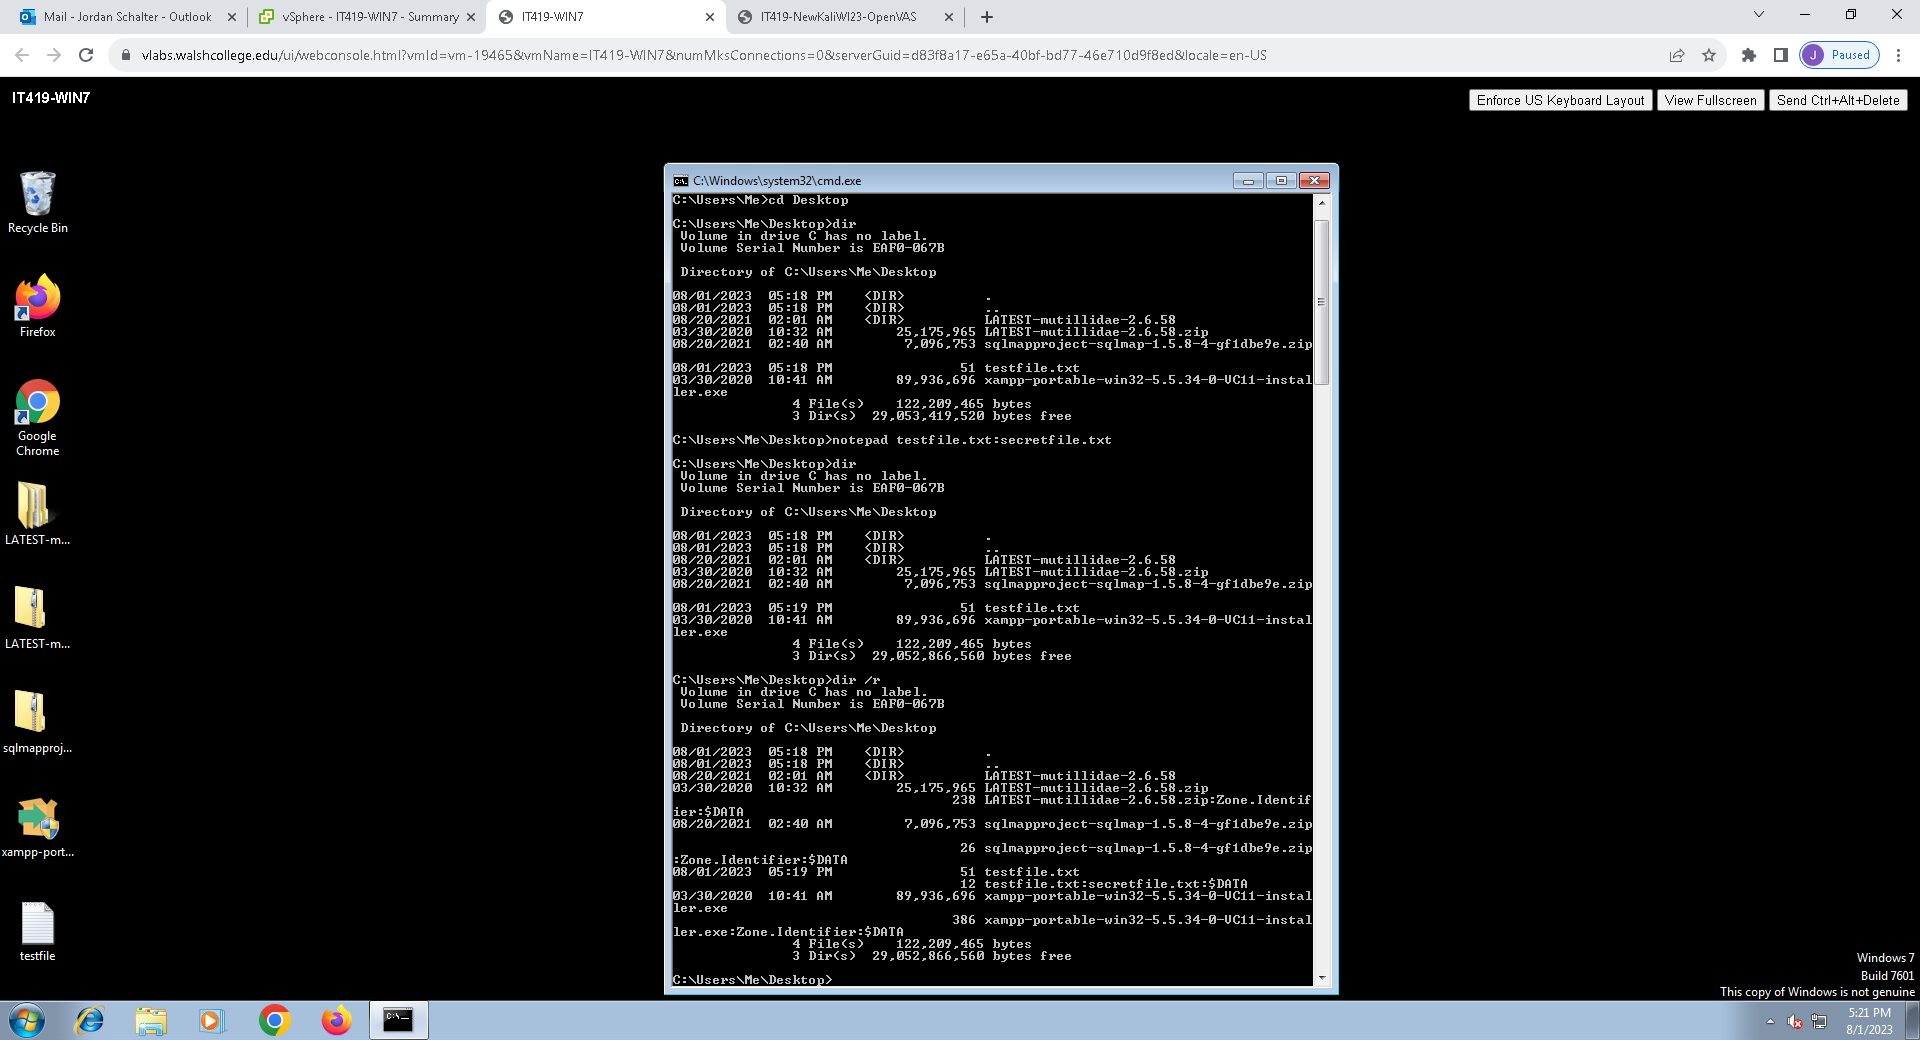 Mail - Jordan Schalter - Outlook
vSphere - IT419-WIN7 - Summary
IT419-WIN7
IT419-NewKaliWI23-OpenVAS
vlabs.walshcollege.edu/ui/webconsole.html?vmId=vm-19465&vmName=IT419-WIN7&numMksConnections=0&serverGuid=d83f8a17-e65a-40bf-bd77-46e710d9f8ed&locale=en-US
J Paused
IT419-WIN7
Enforce US Keyboard Layout
View Fullscreen
Send Ctrl+Alt+Delete
Recycle Bin
Firefox
Google
Chrome
LATEST-m...
LATEST-m...
sqlmapproj...
xampp-port...
testfile
C:\Windows\system32\cmd.exe
C:\Users\Me>cd Desktop
C:\Users\Me\Desktop>dir
Volume in drive C has no label.
Volume Serial Number is EAF0-067B
Directory of C:\Users\Me\Desktop
08/01/2023  05:18 PM    <DIR>          .
08/01/2023  05:18 PM    <DIR>          ..
08/20/2021  02:01 AM    <DIR>          LATEST-mutillidae-2.6.58
03/30/2020  10:32 AM        25,175,965 LATEST-mutillidae-2.6.58.zip
08/20/2021  02:40 AM         7,096,753 sqlmapproject-sqlmap-1.5.8-4-gf1dbe9e.zip
08/01/2023  05:18 PM                51 testfile.txt
03/30/2020  10:41 AM        89,936,696 xampp-portable-win32-5.5.34-0-VC11-instal
ler.exe
4 File(s)    122,209,465 bytes
3 Dir(s)  29,053,419,520 bytes free
C:\Users\Me\Desktop>notepad testfile.txt:secretfile.txt
C:\Users\Me\Desktop>dir
Volume in drive C has no label.
Volume Serial Number is EAF0-067B
Directory of C:\Users\Me\Desktop
08/01/2023  05:18 PM    <DIR>          .
08/01/2023  05:18 PM    <DIR>          ..
08/20/2021  02:01 AM    <DIR>          LATEST-mutillidae-2.6.58
03/30/2020  10:32 AM        25,175,965 LATEST-mutillidae-2.6.58.zip
08/20/2021  02:40 AM         7,096,753 sqlmapproject-sqlmap-1.5.8-4-gf1dbe9e.zip
08/01/2023  05:19 PM                51 testfile.txt
03/30/2020  10:41 AM        89,936,696 xampp-portable-win32-5.5.34-0-VC11-instal
ler.exe
4 File(s)    122,209,465 bytes
3 Dir(s)  29,052,866,560 bytes free
C:\Users\Me\Desktop>dir /r
Volume in drive C has no label.
Volume Serial Number is EAF0-067B
Directory of C:\Users\Me\Desktop
08/01/2023  05:18 PM    <DIR>          .
08/01/2023  05:18 PM    <DIR>          ..
08/20/2021  02:01 AM    <DIR>          LATEST-mutillidae-2.6.58
03/30/2020  10:32 AM        25,175,965 LATEST-mutillidae-2.6.58.zip
238 LATEST-mutillidae-2.6.58.zip:Zone.Identif
ier:$DATA
08/20/2021  02:40 AM         7,096,753 sqlmapproject-sqlmap-1.5.8-4-gf1dbe9e.zip
26 sqlmapproject-sqlmap-1.5.8-4-gf1dbe9e.zip
:Zone.Identifier:$DATA
08/01/2023  05:19 PM                51 testfile.txt
12 testfile.txt:secretfile.txt:$DATA
03/30/2020  10:41 AM        89,936,696 xampp-portable-win32-5.5.34-0-VC11-instal
ler.exe
386 xampp-portable-win32-5.5.34-0-VC11-instal
ler.exe:Zone.Identifier:$DATA
4 File(s)    122,209,465 bytes
3 Dir(s)  29,052,866,560 bytes free
C:\Users\Me\Desktop>
Windows 7
Build 7601
This copy of Windows is not genuine
5:21 PM
8/1/2023